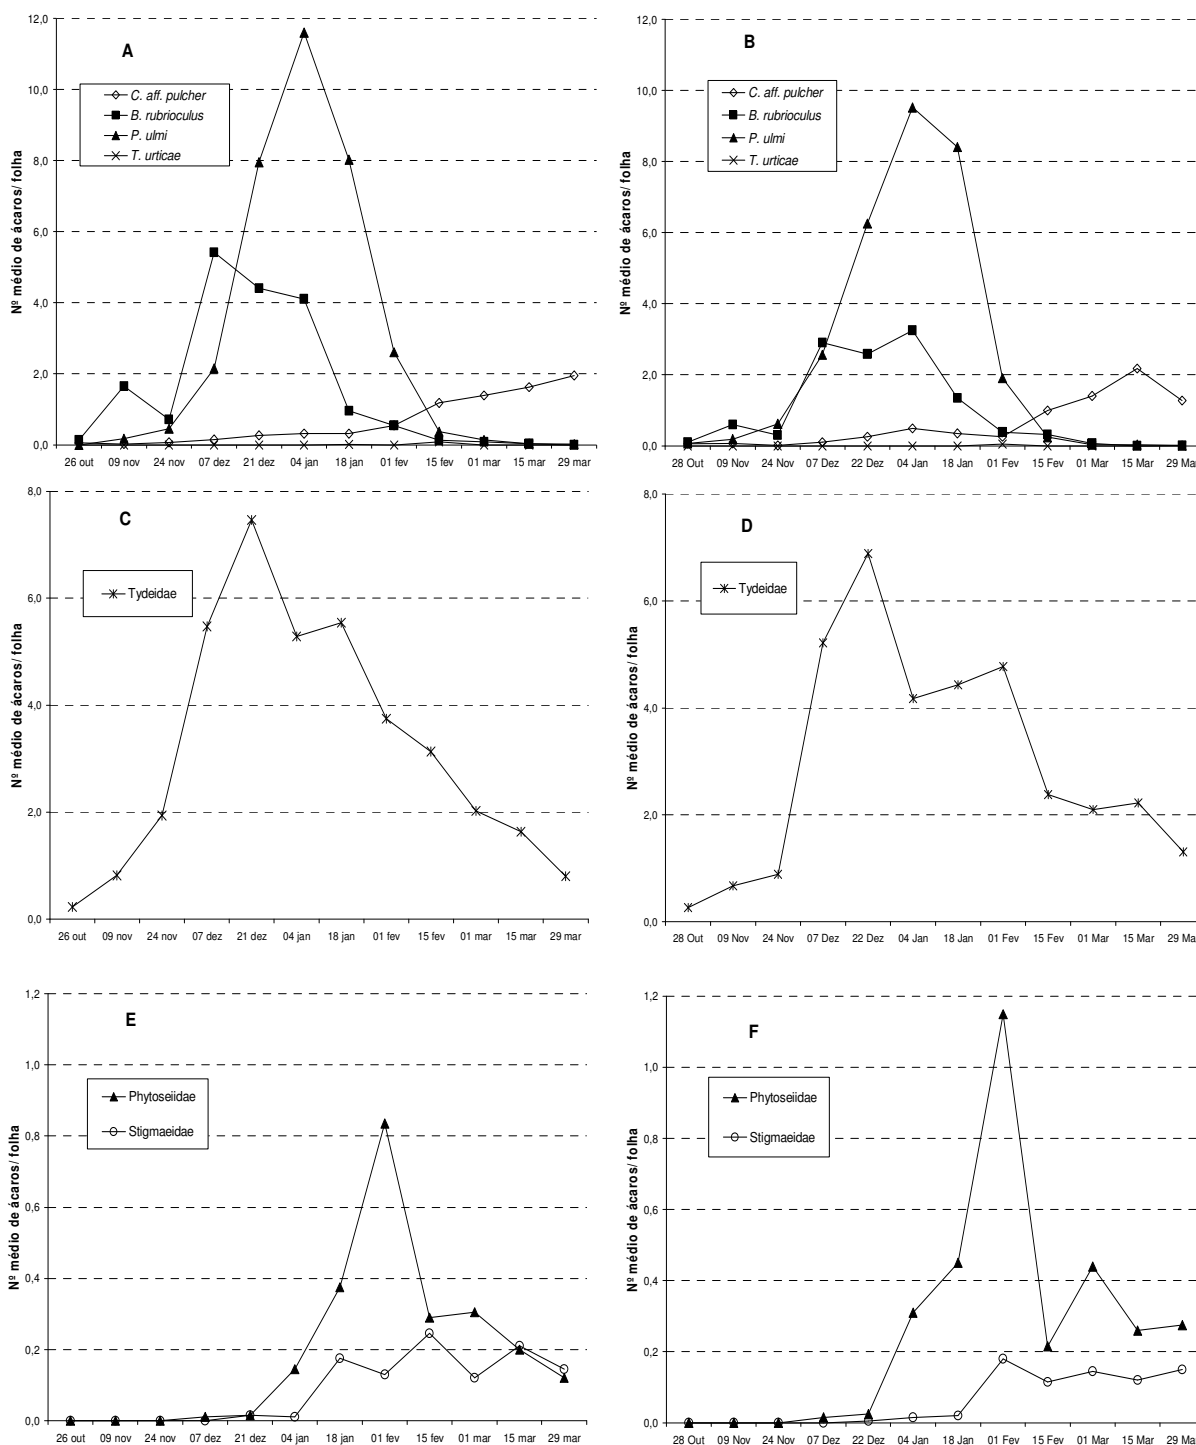 A
Nº médio de ácaros/ folha
12,0
10,0
8,0
6,0
4,0
2,0
0,0
C. aff. pulcher
B. rubrioculus
P. ulmi
T. urticae
26 out 09 nov 24 nov 07 dez 21 dez 04 jan 18 jan 01 fev 15 fev 01 mar 15 mar 29 mar
B
Nº médio de ácaros/ folha
12,0
10,0
8,0
6,0
4,0
2,0
0,0
C. aff. pulcher
B. rubrioculus
P. ulmi
T. urticae
28 Out 09 Nov 24 Nov 07 Dez 22 Dez 04 Jan 18 Jan 01 Fev 15 Fev 01 Mar 15 Mar 29 Mar
C
Nº médio de ácaros/ folha
8,0
6,0
4,0
2,0
0,0
Tydeidae
26 out 09 nov 24 nov 07 dez 21 dez 04 jan 18 jan 01 fev 15 fev 01 mar 15 mar 29 mar
D
Nº médio de ácaros/ folha
8,0
6,0
4,0
2,0
0,0
Tydeidae
28 Out 09 Nov 24 Nov 07 Dez 22 Dez 04 Jan 18 Jan 01 Fev 15 Fev 01 Mar 15 Mar 29 Mar
E
Nº médio de ácaros/ folha
1,2
1,0
0,8
0,6
0,4
0,2
0,0
Phytoseiidae
Stigmaeidae
26 out 09 nov 24 nov 07 dez 21 dez 04 jan 18 jan 01 fev 15 fev 01 mar 15 mar 29 mar
F
Nº médio de ácaros/ folha
1,2
1,0
0,8
0,6
0,4
0,2
0,0
Phytoseiidae
Stigmaeidae
28 Out 09 Nov 24 Nov 07 Dez 22 Dez 04 Jan 18 Jan 01 Fev 15 Fev 01 Mar 15 Mar 29 Mar